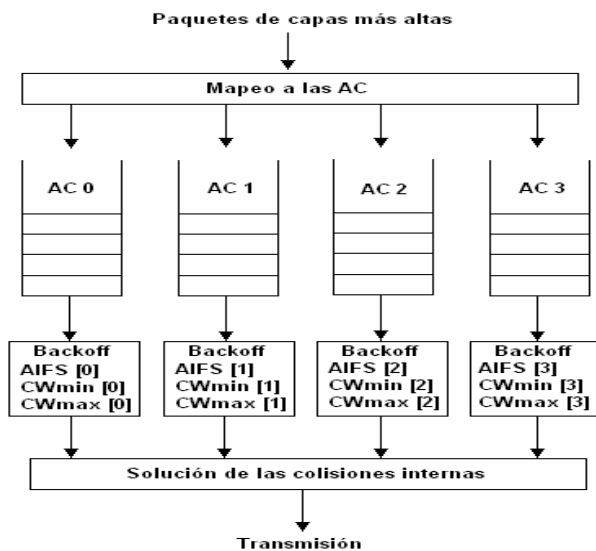 Paquetes de capas más altas
Mapeo a las AC
AC 0
AC 1
AC 2
AC 3
Backoff
AIFS [0]
CWmin [0]
CWmax [0]
Backoff
AIFS [1]
CWmin [1]
CWmax [1]
Backoff
AIFS [2]
CWmin [2]
CWmax [2]
Backoff
AIFS [3]
CWmin [3]
CWmax [3]
Solución de las colisiones internas
Transmisión